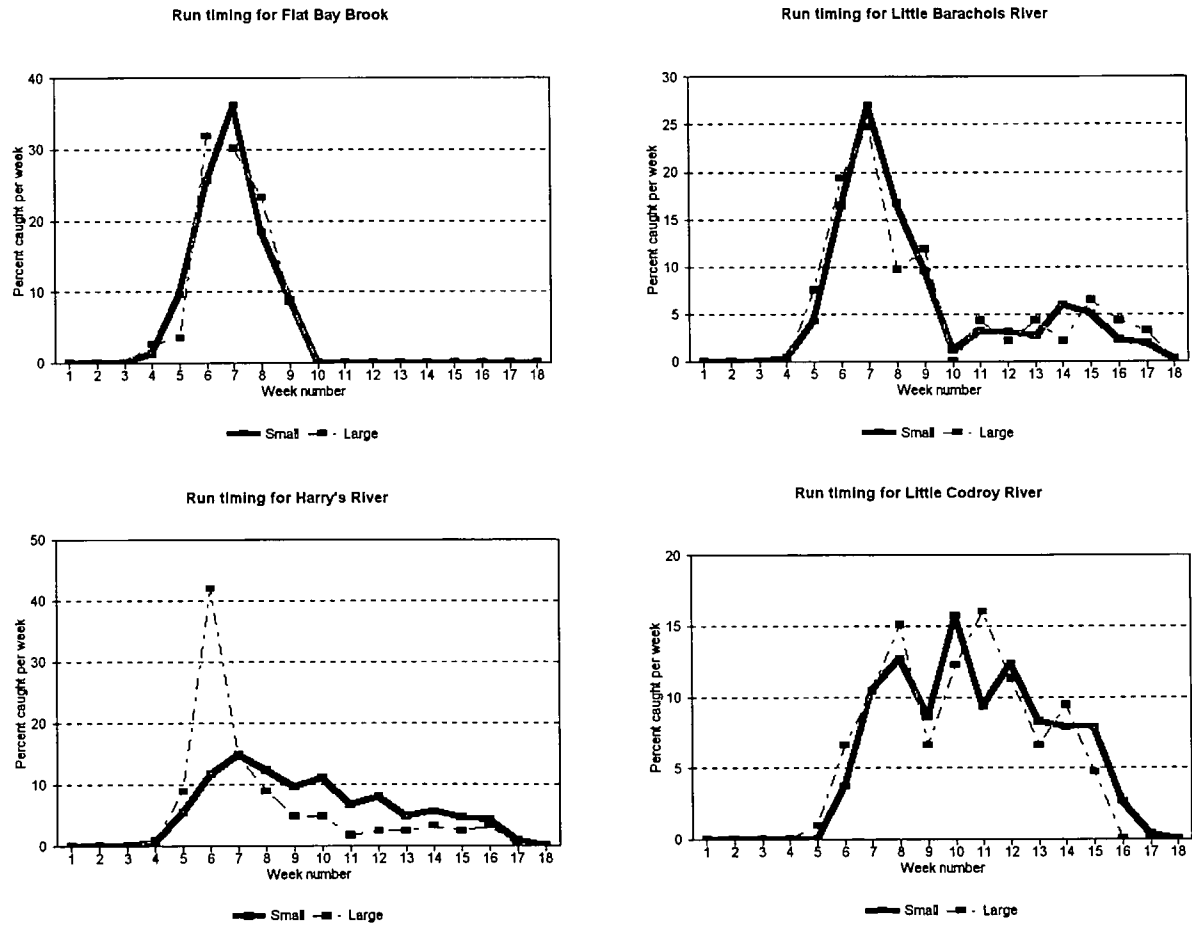 Run timing for Flat Bay Brook
40
30
20
10
0
Percent caught per week
1 2 3 4 5 6 7 8 9 10 11 12 13 14 15 16 17 18
Week number
Small Large
Run timing for Little Barachols River
30
25
20
15
10
5
0
Percent caught per week
1 2 3 4 5 6 7 8 9 10 11 12 13 14 15 16 17 18
Week number
Small Large
Run timing for Harry's River
50
40
30
20
10
0
Percent caught per week
1 2 3 4 5 6 7 8 9 10 11 12 13 14 15 16 17 18
Week number
Small Large
Run timing for Little Codroy River
20
15
10
5
0
Percent caught per week
1 2 3 4 5 6 7 8 9 10 11 12 13 14 15 16 17 18
Week number
Small Large